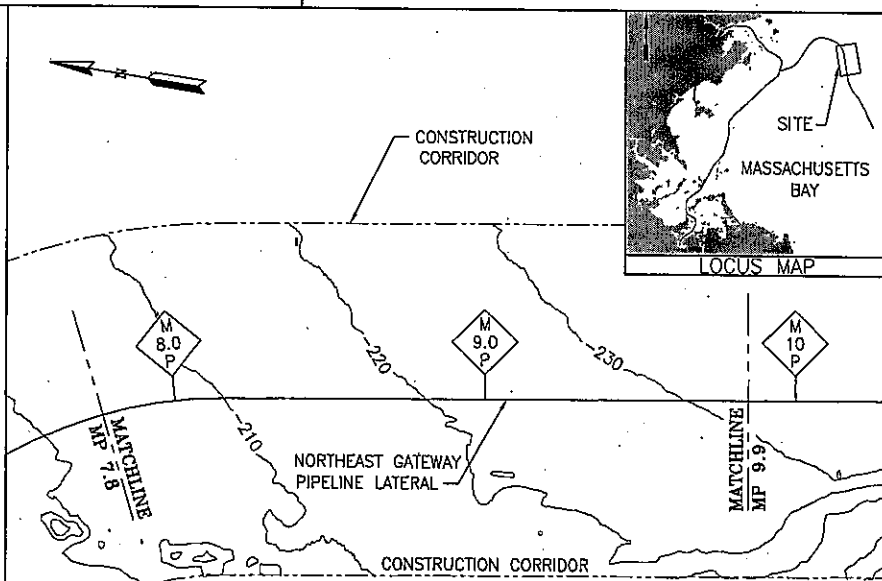 N
CONSTRUCTION
CORRIDOR
SITE
MASSACHUSETTS
BAY
LOCUS MAP
M
8.0
P
M
9.0
P
M
10
P
-220
-230
-210
MATCHLINE
MP 7.8
NORTHEAST GATEWAY
PIPELINE LATERAL
MATCHLINE
MP 9.9
CONSTRUCTION CORRIDOR